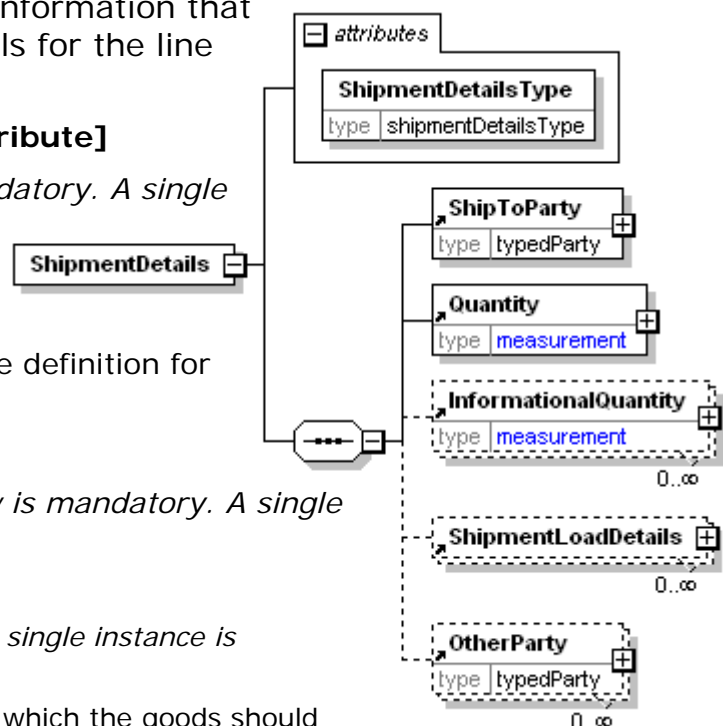 nformation that
ls for the line
ribute]
datory. A single
e definition for
is mandatory. A single
single instance is
which the goods should
attributes
ShipmentDetailsType
type shipmentDetailsType
ShipmentDetails
ShipToParty
type typedParty
Quantity
type measurement
InformationalQuantity
type measurement
0..∞
ShipmentLoadDetails
0..∞
OtherParty
type typedParty
0..∞